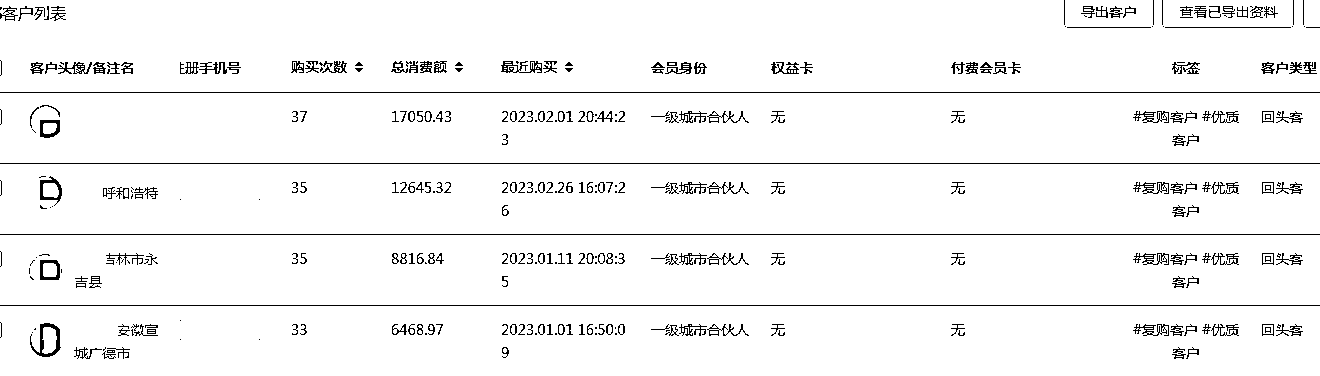 客户列表
导出客户 查看已导出资料
客户头像/备注名 注册手机号 购买次数 总消费额 最近购买 会员身份 权益卡 付费会员卡 标签 客户类型
37 17050.43 2023.02.01 20:44:2 一级城市合伙人 无 无 #复购客户 #优质 回头客
3 客户
呼和浩特 35 12645.32 2023.02.26 16:07:2 一级城市合伙人 无 无 #复购客户 #优质 回头客
6 客户
吉林市永 35 8816.84 2023.01.11 20:08:3 一级城市合伙人 无 无 #复购客户 #优质 回头客
吉县 5 客户
安徽宣 33 6468.97 2023.01.01 16:50:0 一级城市合伙人 无 无 #复购客户 #优质 回头客
城广德市 9 客户